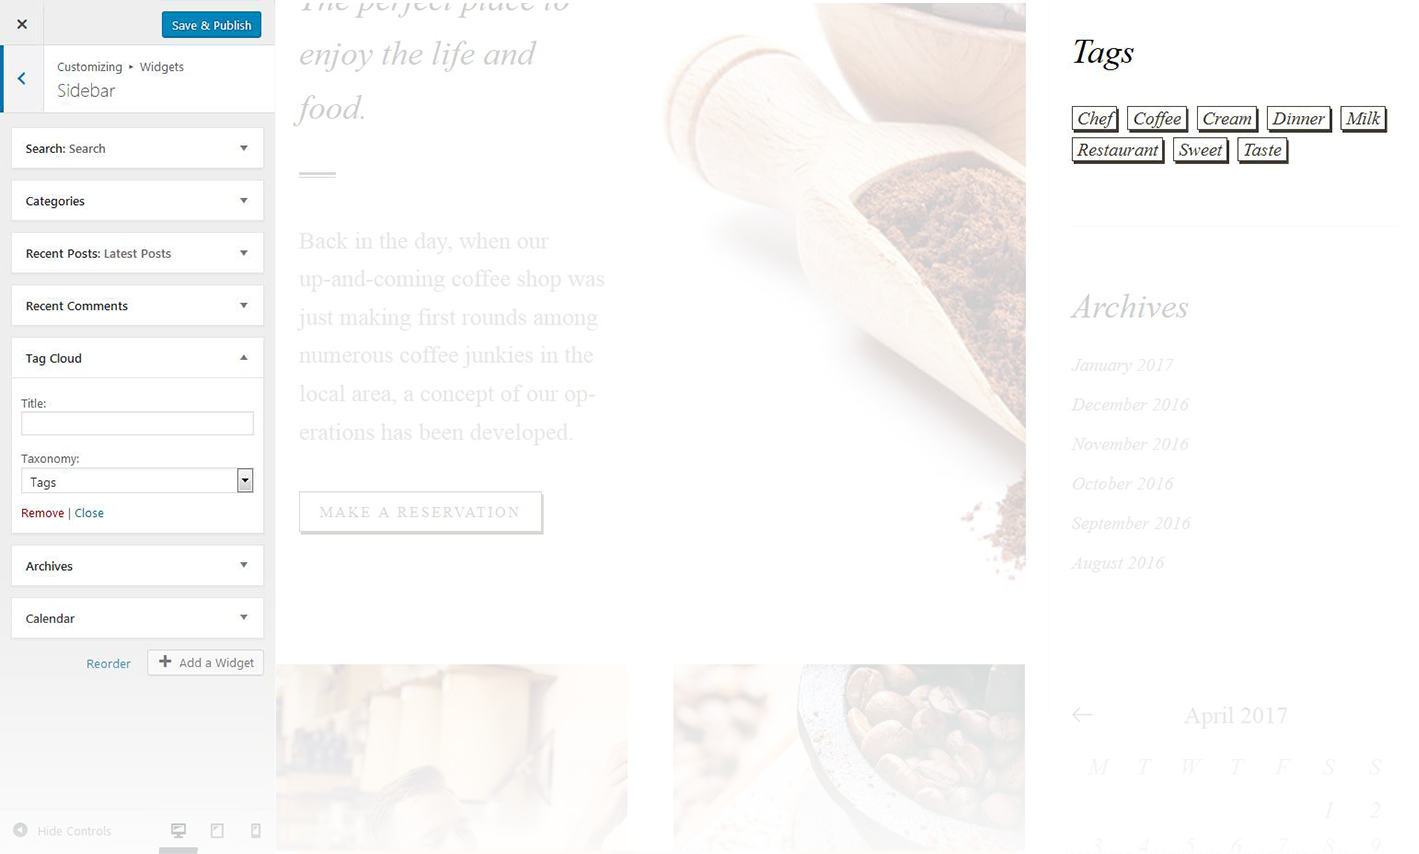 Save & Publish
Customizing ▸ Widgets
Sidebar
Search: Search
Categories
Recent Posts: Latest Posts
Recent Comments
Tag Cloud
Title:
Taxonomy:
Tags
Remove | Close
Archives
Calendar
Reorder
Add a Widget
Hide Controls
The perfect place to
enjoy the life and
food.
Back in the day, when our
up-and-coming coffee shop was
just making first rounds among
numerous coffee junkies in the
local area, a concept of our op-
erations has been developed.
MAKE A RESERVATION
Tags
Chef Coffee Cream Dinner Milk
Restaurant Sweet Taste
Archives
January 2017
December 2016
November 2016
October 2016
September 2016
August 2016
← April 2017
M T W T F S S
1 2
3 4 5 6 7 8 9